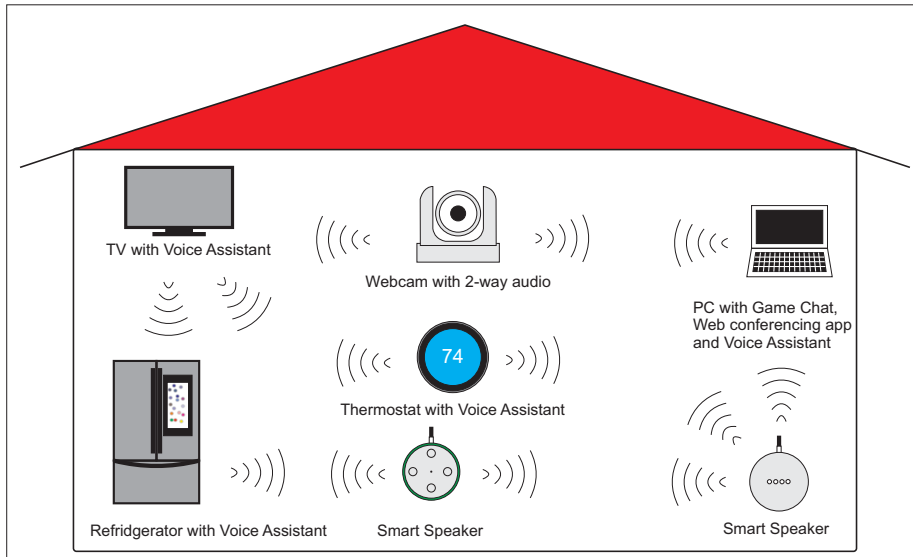 TV with Voice Assistant
Webcam with 2-way audio
PC with Game Chat,
Web conferencing app
and Voice Assistant
74
Thermostat with Voice Assistant
Refridgerator with Voice Assistant
Smart Speaker
Smart Speaker